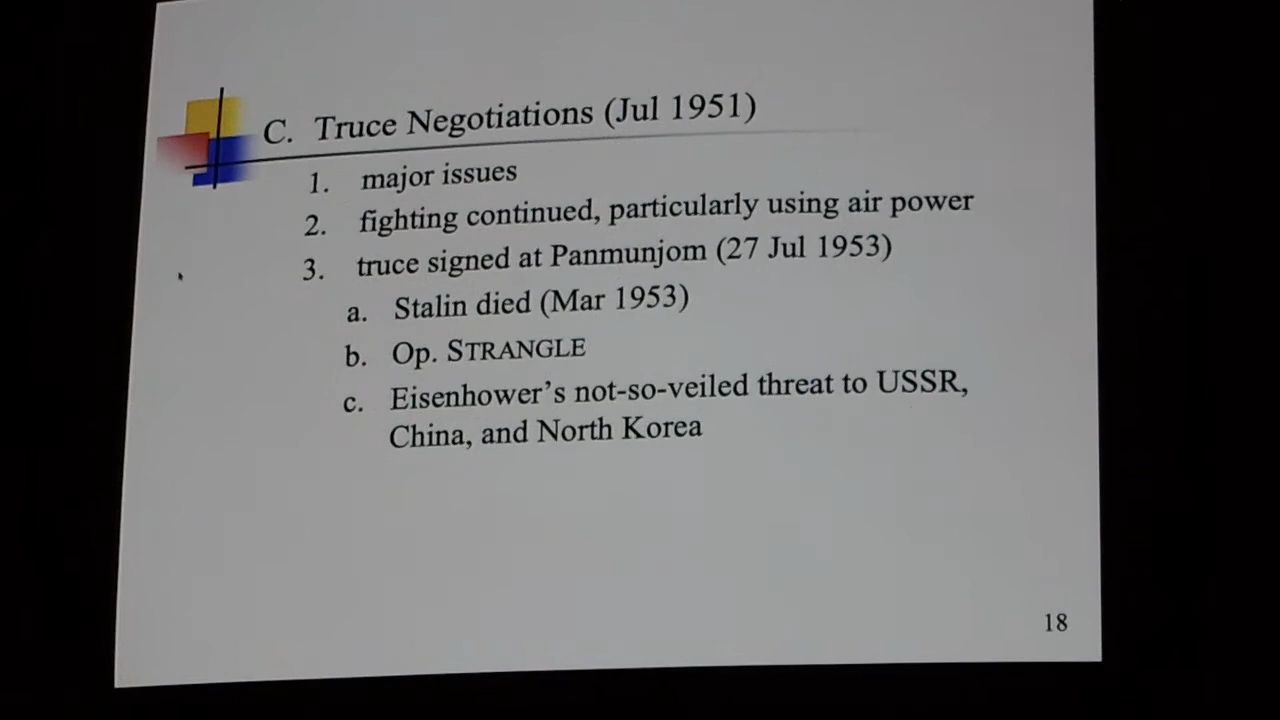 C. Truce Negotiations (Jul 1951)
1. major issues
2. fighting continued, particularly using air power
3. truce signed at Panmunjom (27 Jul 1953)
a. Stalin died (Mar 1953)
b. Op. STRANGLE
c. Eisenhower's not-so-veiled threat to USSR,
China, and North Korea
18